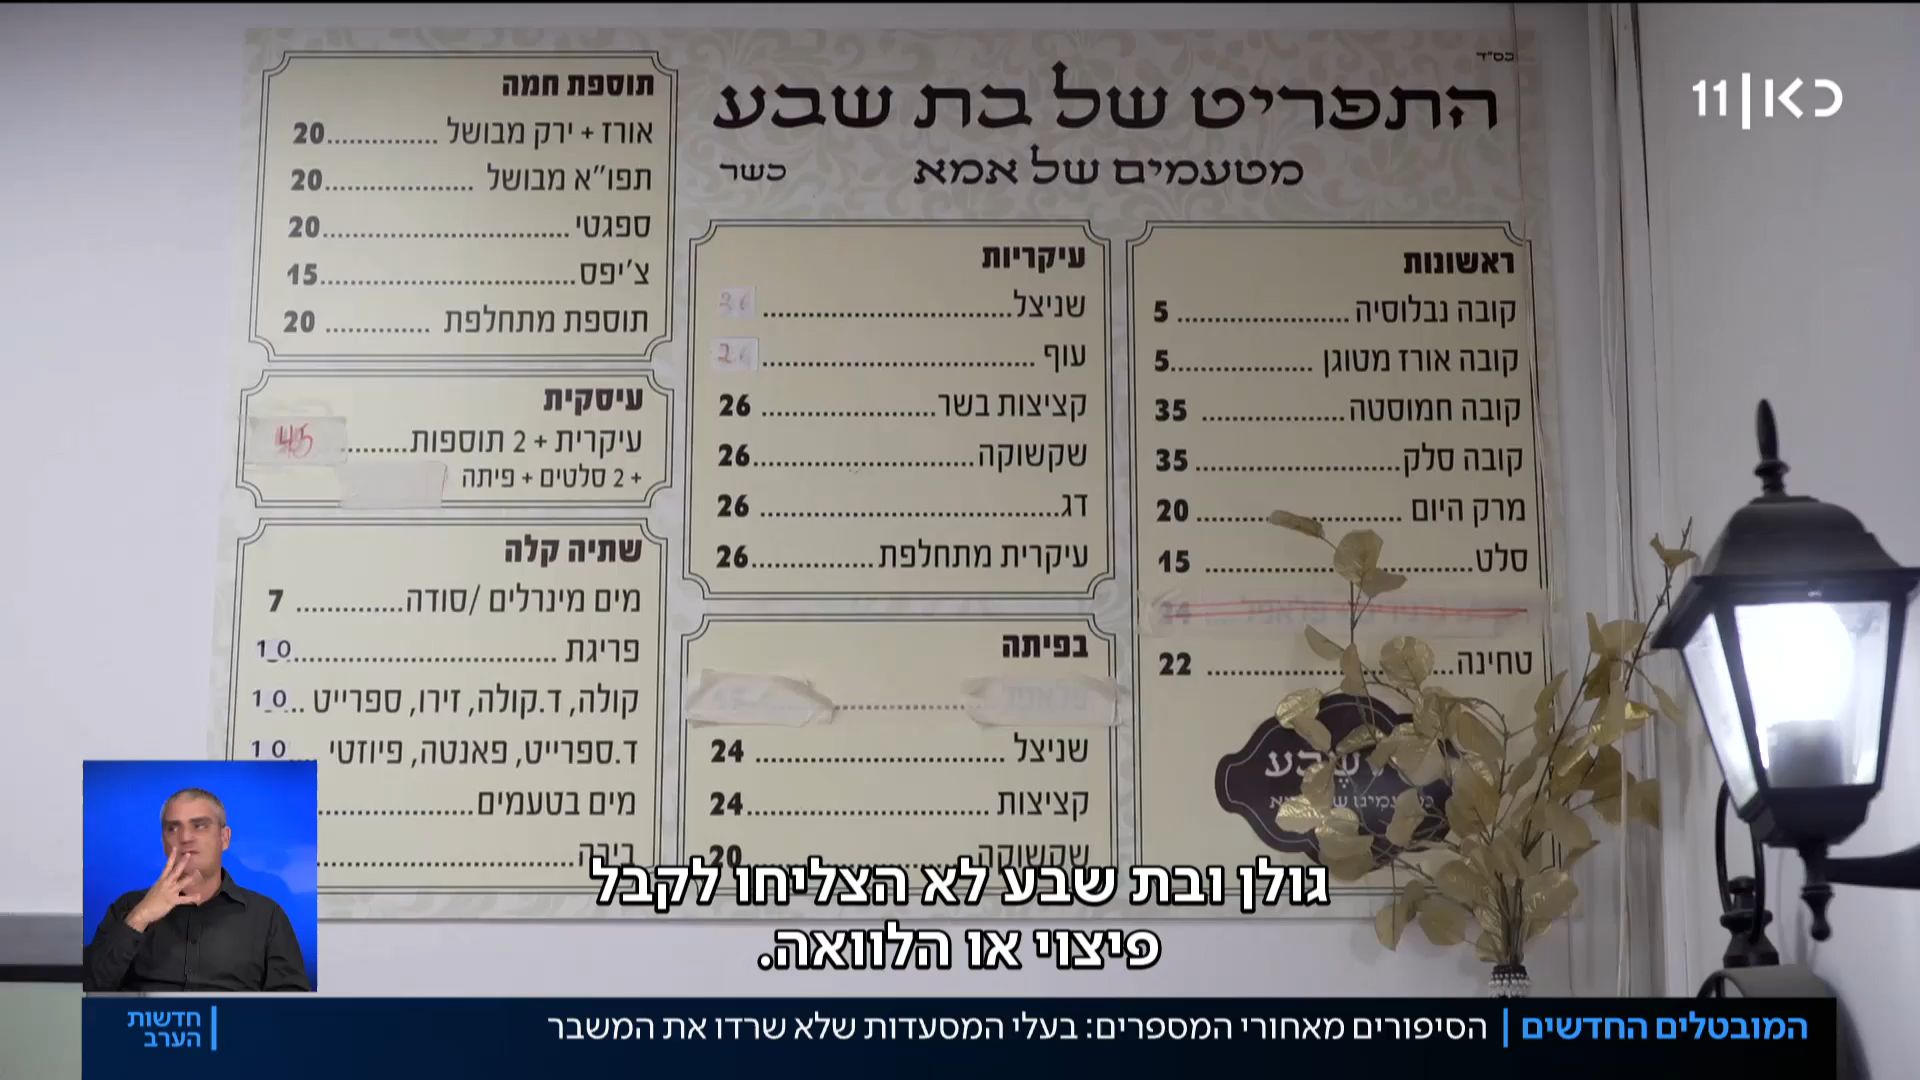 בס"ד
התפריט של בת שבע
מטעמים של אמא
כשר
כאן 11
ראשונות
קובה נבלוסיה .................... 5
קובה אורז מטוגן ................. 5
קובה חמוסטה .................. 35
קובה סלק ........................ 35
מרק היום ........................ 20
סלט ................................ 15
טחינה ............................. 22
עיקריות
שניצל .............................
עוף ................................ 26
קציצות בשר .................... 26
שקשוקה .......................... 26
דג ................................... 26
עיקרית מתחלפת .............. 26
בפיתה
פלאפל
שניצל ............................. 24
קציצות ............................ 24
שקשוקה .......................... 20
תוספת חמה
אורז + ירק מבושל ............. 20
תפו"א מבושל .................. 20
ספגטי ............................. 20
צ'יפס .............................. 15
תוספת מתחלפת .............. 20
עיסקית
עיקרית + 2 תוספות ......... 45
+ 2 סלטים + פיתה
שתיה קלה
מים מינרלים /סודה ............ 7
פריגת ............................. 10
קולה, ד.קולה, זירו, ספרייט .. 10
ד.ספרייט, פאנטה, פיוזטי ... 10
מים בטעמים ....................
בירה ...............................
גולן ובת שבע לא הצליחו לקבל
פיצוי או הלוואה.
המובטלים החדשים | הסיפורים מאחורי המספרים: בעלי המסעדות שלא שרדו את המשבר
חדשות
הערב